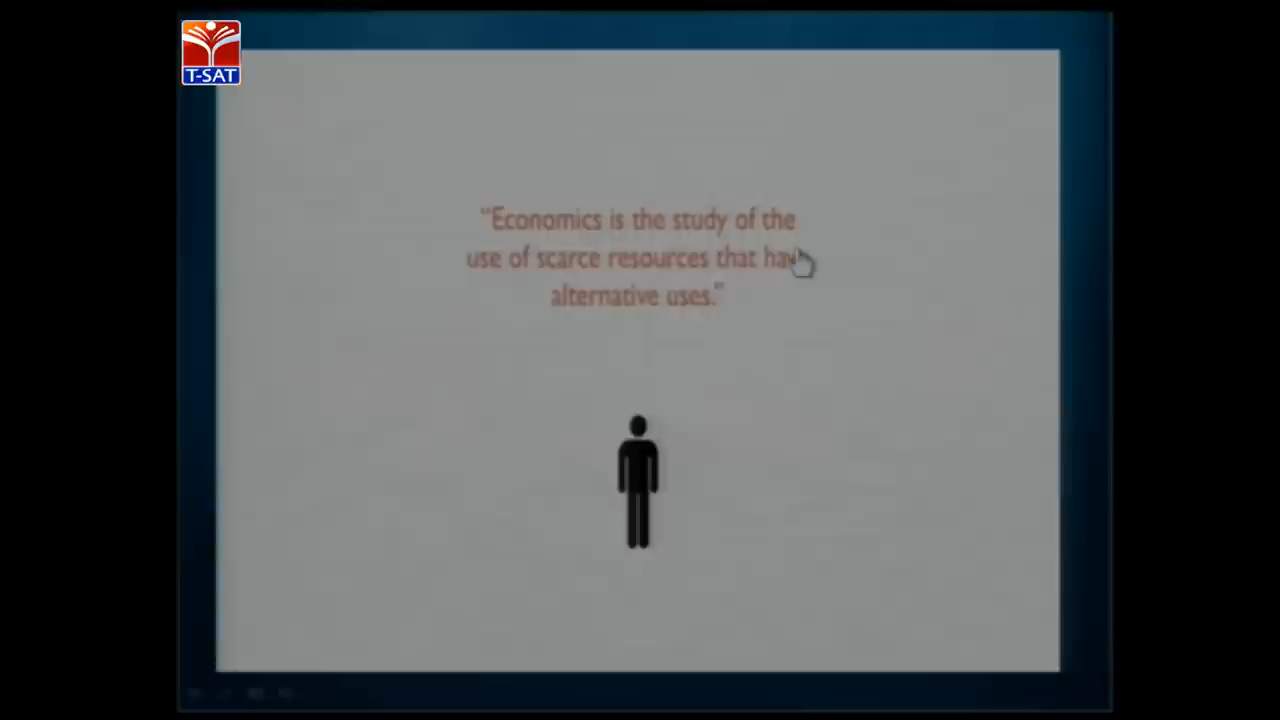 T-SAT
"Economics is the study of the
use of scarce resources that have
alternative uses."